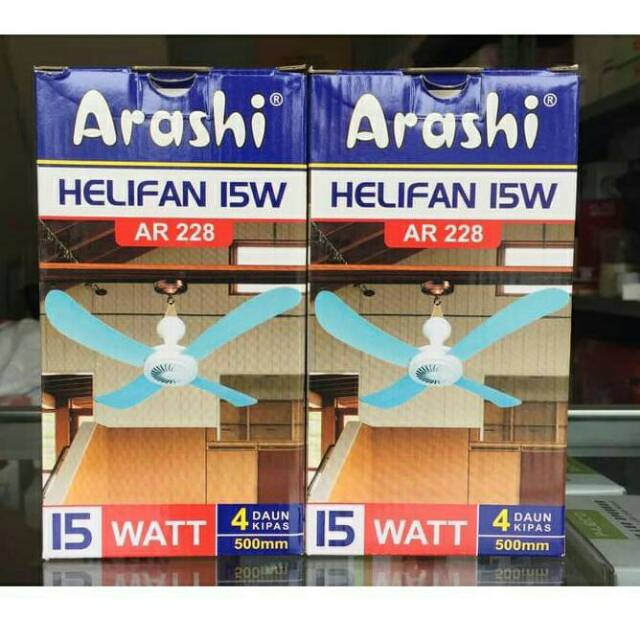 Arashi®
HELIFAN 15W
AR 228
15 WATT
4 DAUN
KIPAS
500mm
Arashi®
HELIFAN 15W
AR 228
15 WATT
4 DAUN
KIPAS
500mm